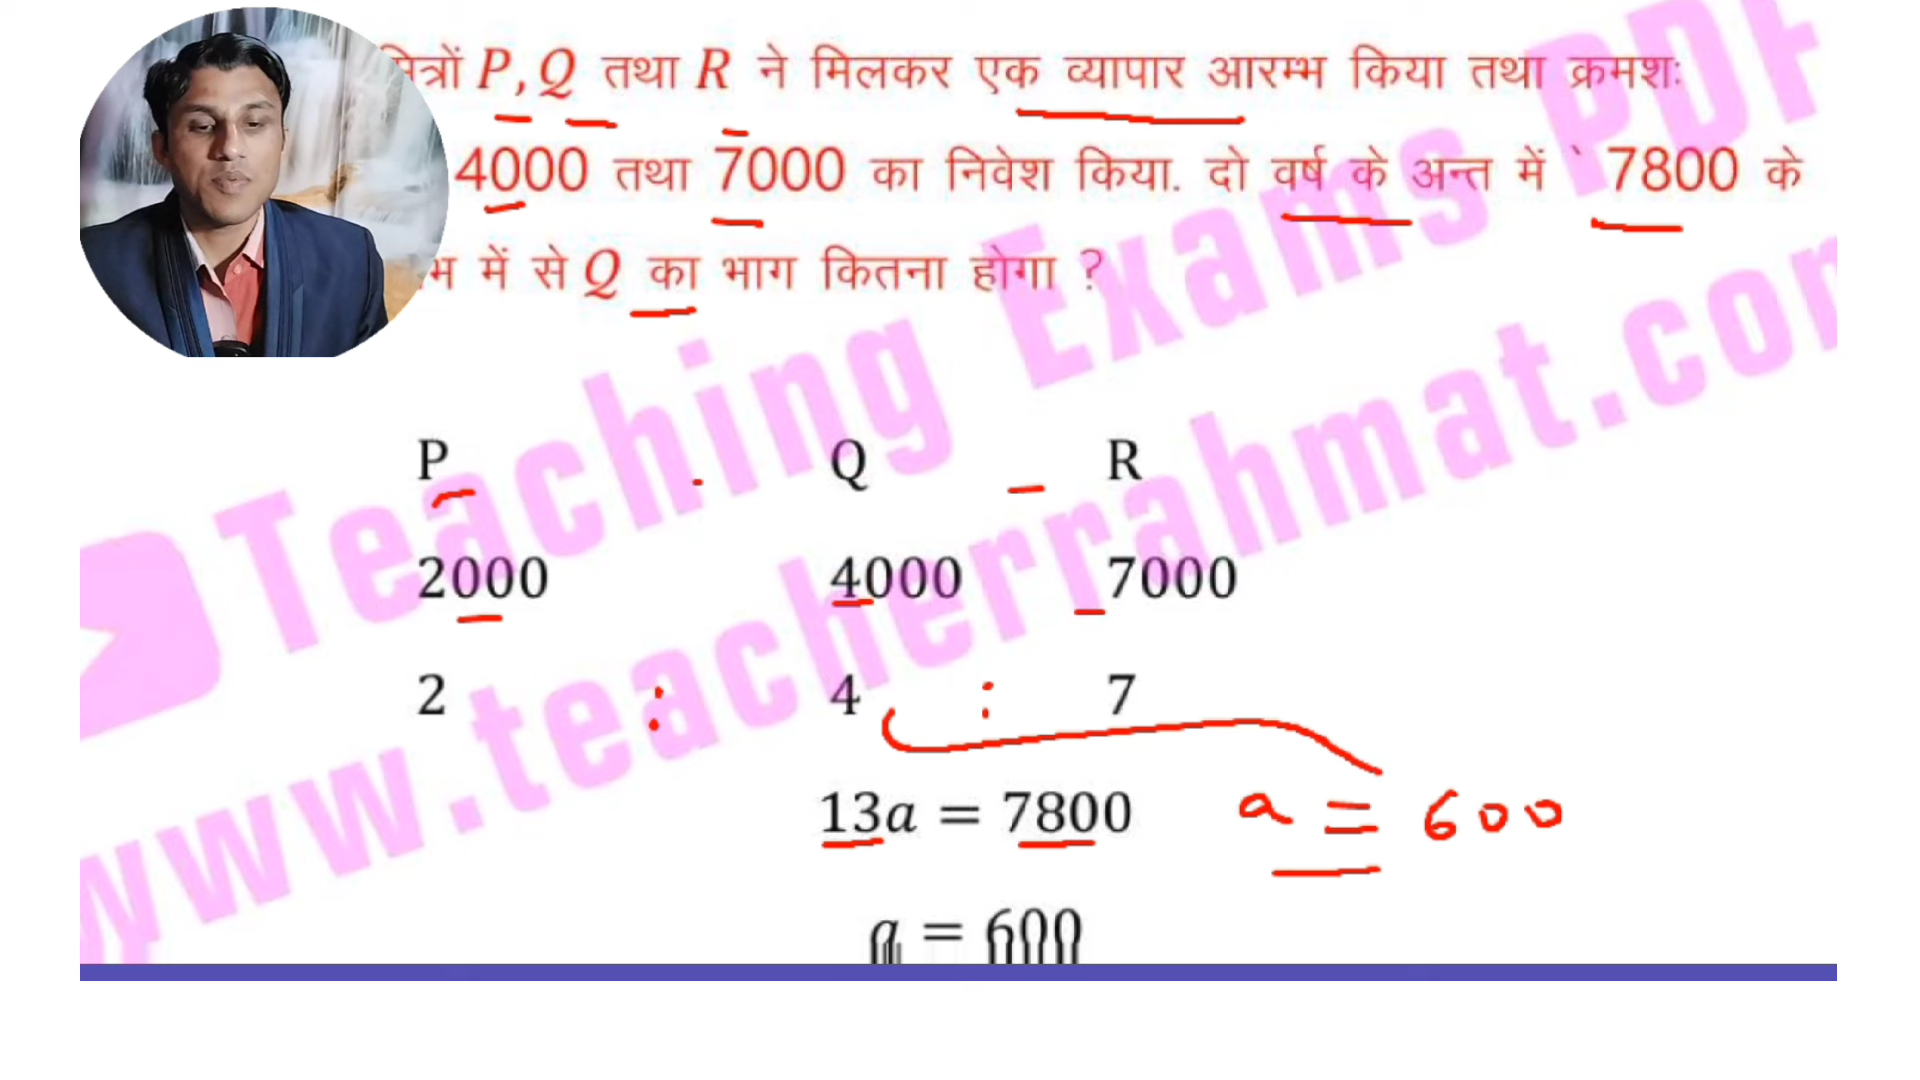 मित्रों P, Q तथा R ने मिलकर एक व्यापार आरम्भ किया तथा क्रमशः
4000 तथा 7000 का निवेश किया. दो वर्ष के अन्त में ` 7800 के
में से Q का भाग कितना होगा ?
P Q R
2000 4000 7000
2 : 4 : 7
13a = 7800 a = 600
a = 600
Teaching Exams PDF
www.teacherrahmat.com